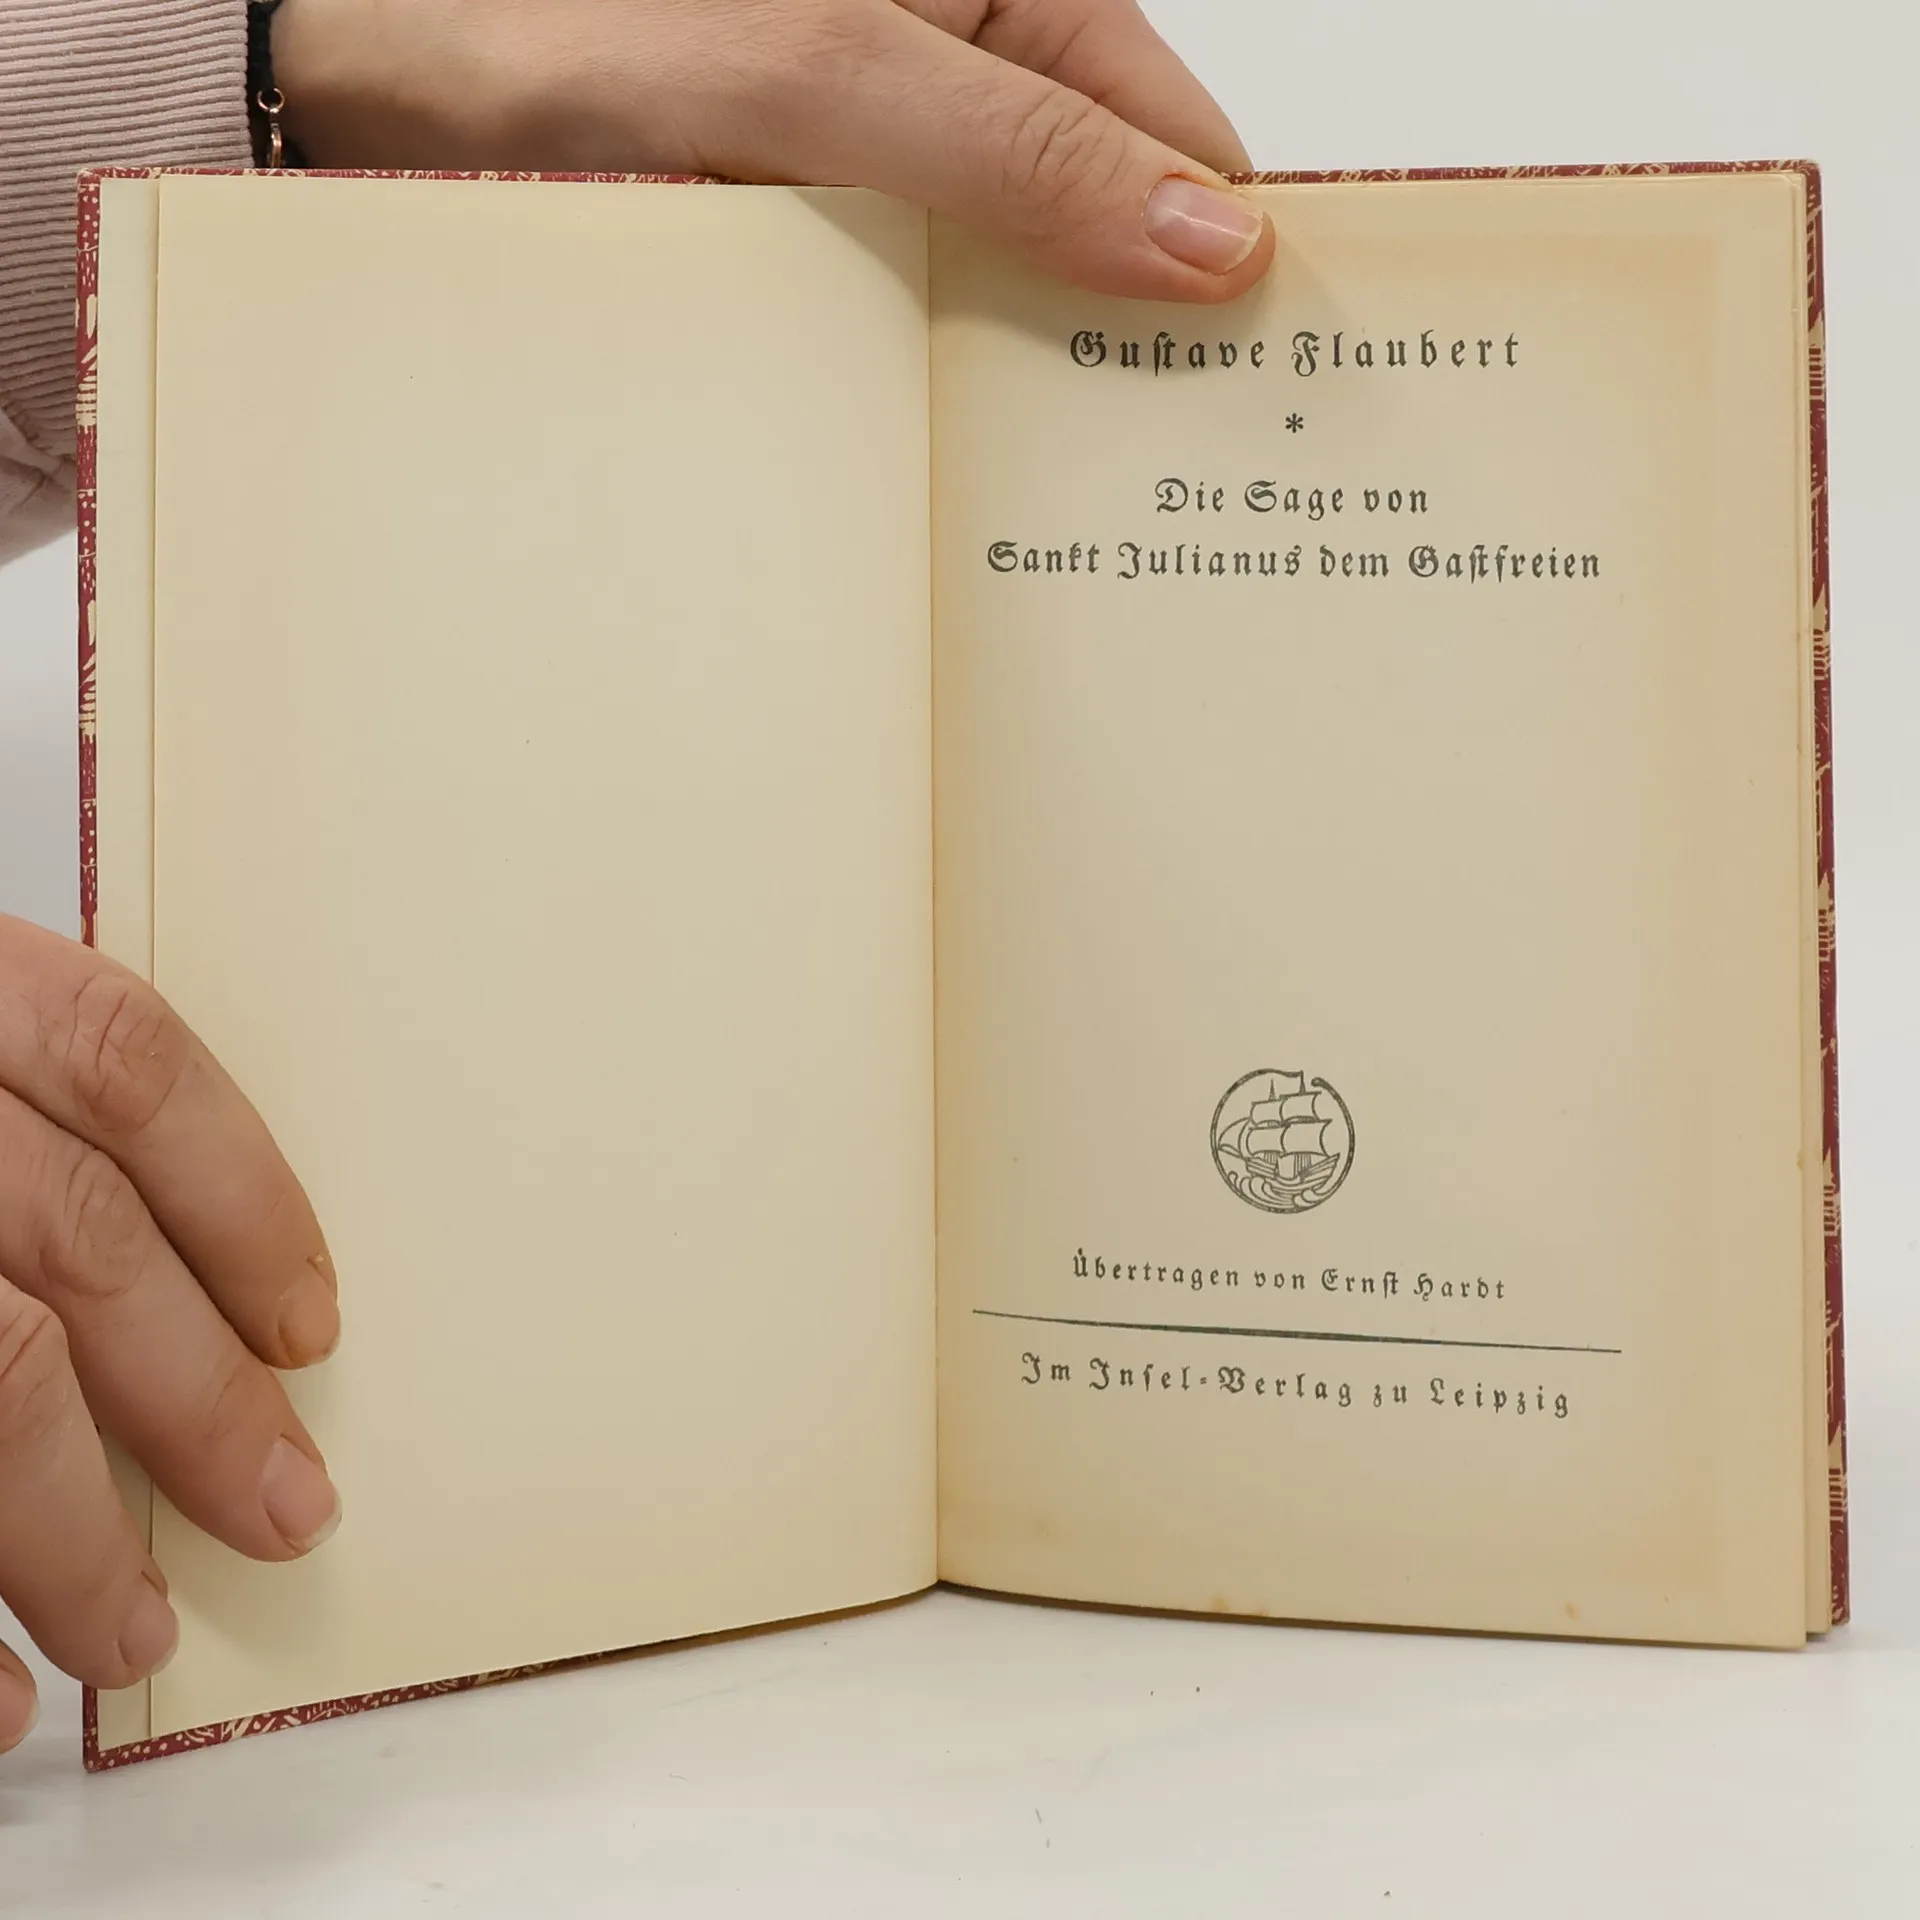 Gustave Flaubert
*
Die Sage von
Sankt Julianus dem Gastfreien
Übertragen von Ernst Hardt
Im Insel-Verlag zu Leipzig